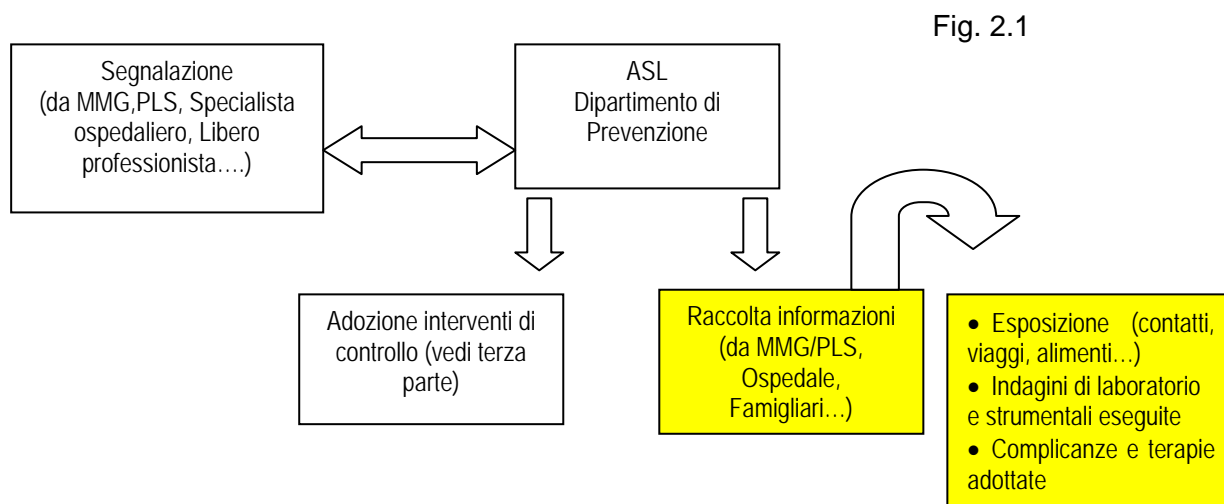 Fig. 2.1
Segnalazione
(da MMG,PLS, Specialista
ospedaliero, Libero
professionista….)
ASL
Dipartimento di
Prevenzione
Adozione interventi di
controllo (vedi terza
parte)
Raccolta informazioni
(da MMG/PLS,
Ospedale,
Famigliari…)
• Esposizione (contatti,
viaggi, alimenti…)
• Indagini di laboratorio
e strumentali eseguite
• Complicanze e terapie
adottate